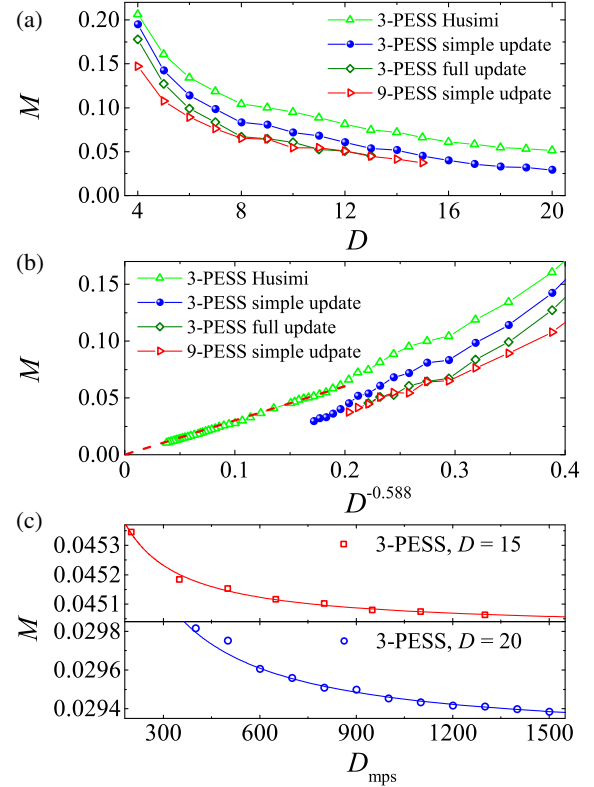 (a)
0.20
0.15
0.10
0.05
0.00
M
3-PESS Husimi
3-PESS simple update
3-PESS full update
9-PESS simple udpate
4 8 12 16 20
D
(b)
0.15
0.10
0.05
0.00
M
3-PESS Husimi
3-PESS simple update
3-PESS full update
9-PESS simple udpate
0 0.1 0.2 0.3 0.4
D^-0.588
(c)
0.0453
0.0452
0.0451
3-PESS, D = 15
M
0.0298
0.0296
0.0294
3-PESS, D = 20
300 600 900 1200 1500
D_mps